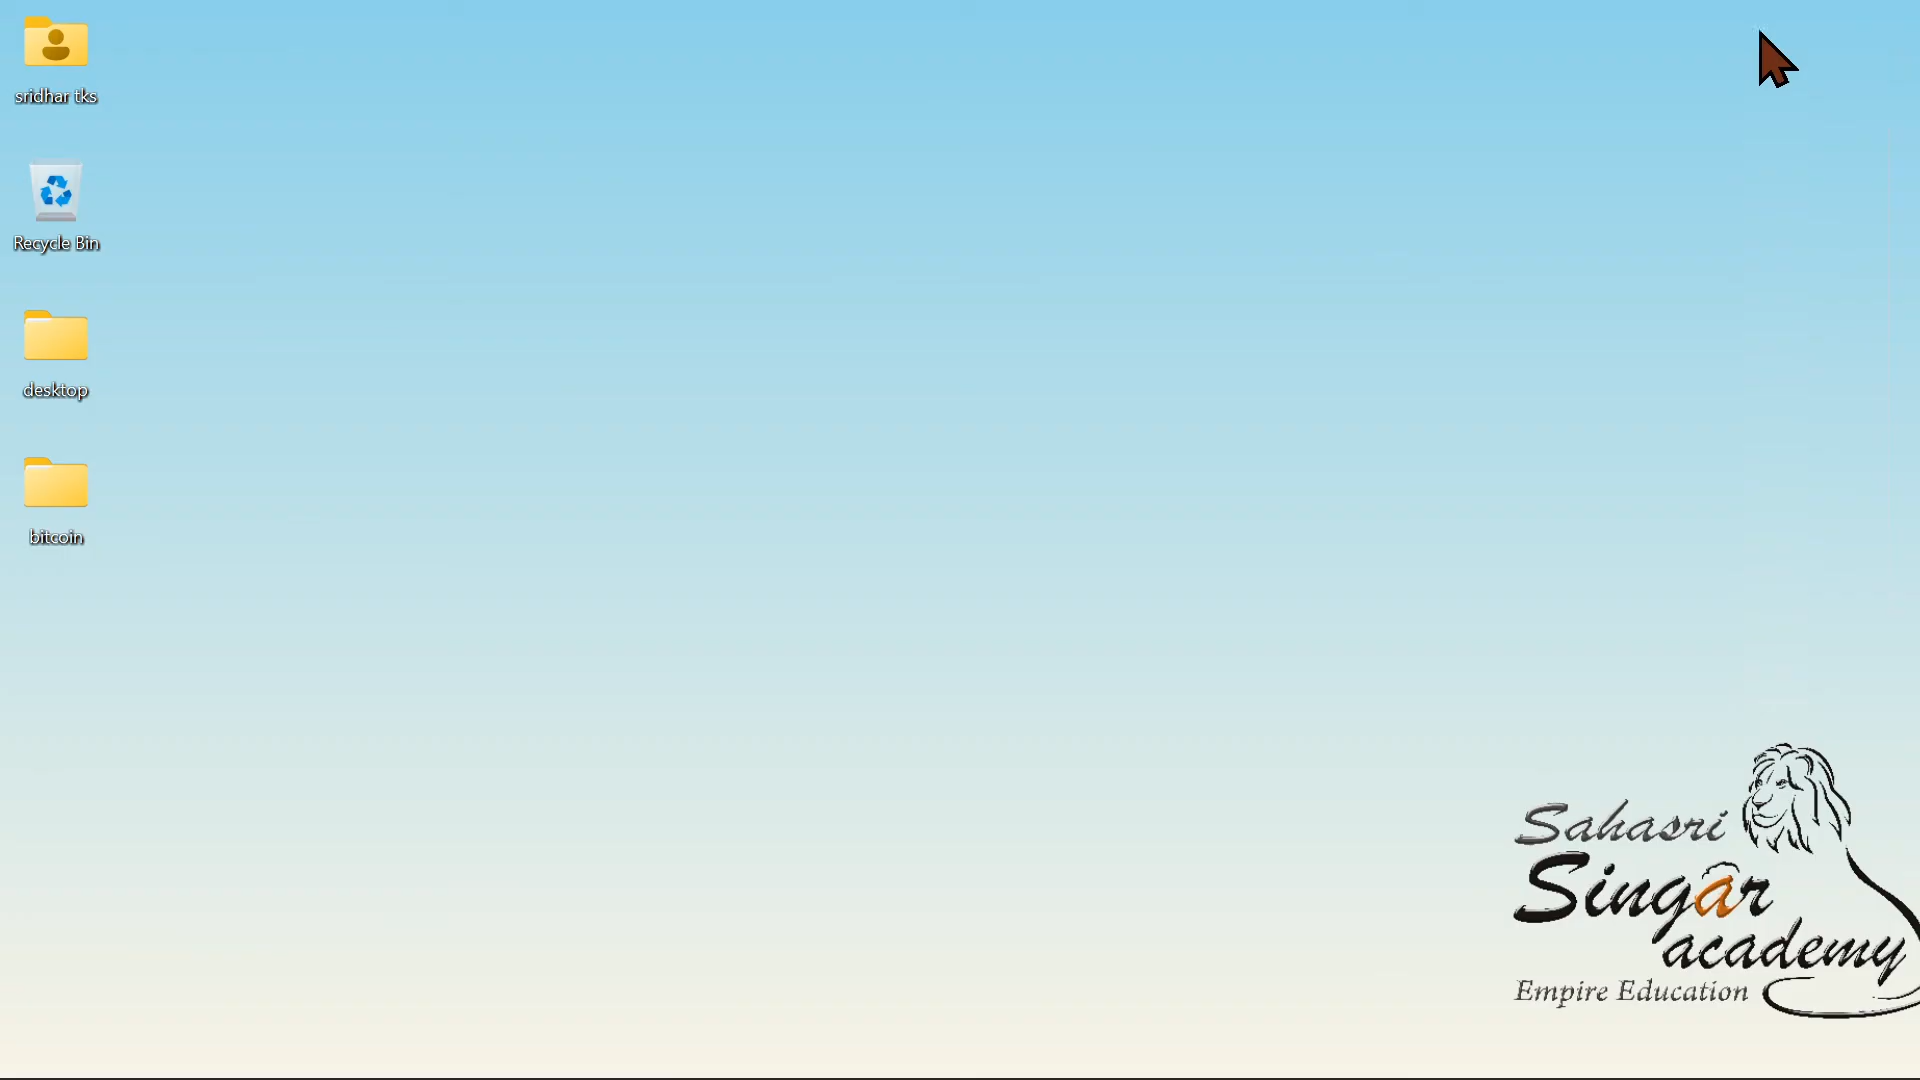 sridhar tks
Recycle Bin
desktop
bitcoin
Sahasri
Singar
academy
Empire Education